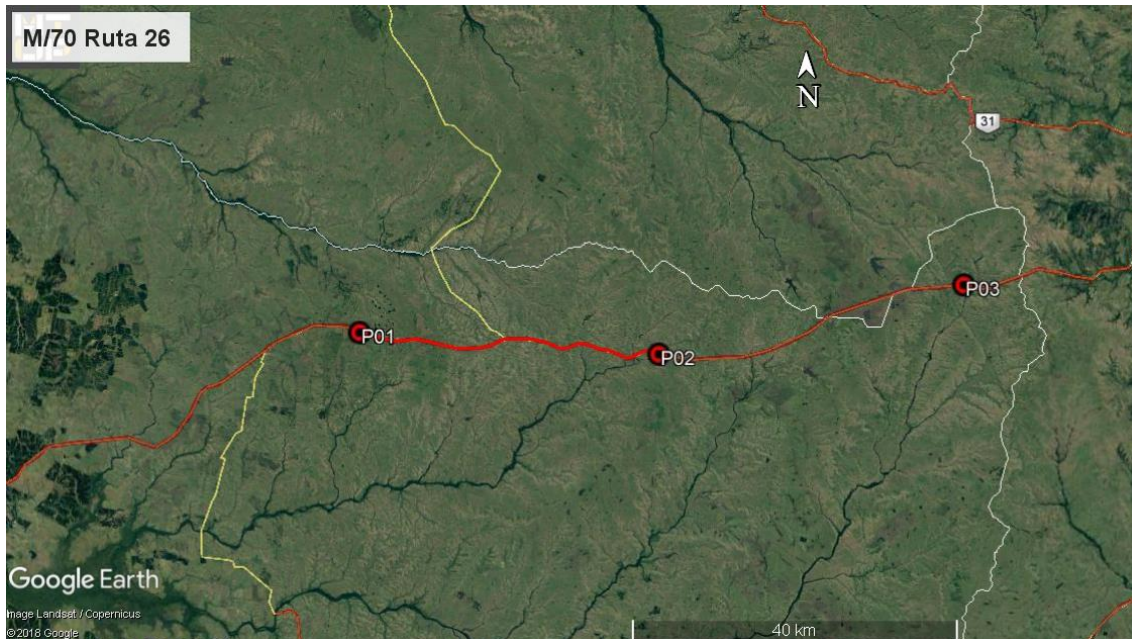 M/70 Ruta 26
N
31
P01
P02
P03
Google Earth
Image Landsat / Copernicus
© 2018 Google
40 km